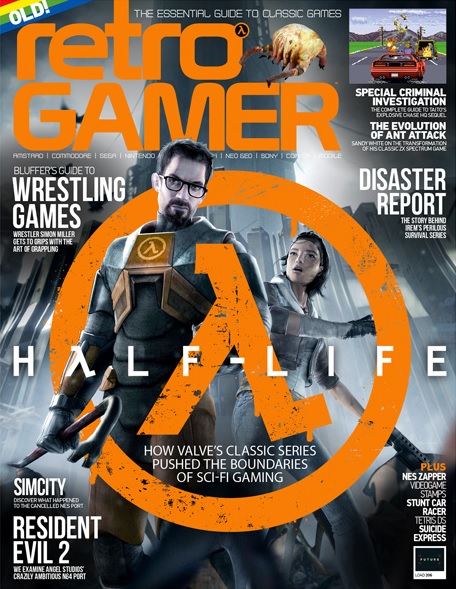 OLD!
THE ESSENTIAL GUIDE TO CLASSIC GAMES
retro
GAMER
AMSTRAD | COMMODORE | SEGA | NINTENDO
NEO GEO | SONY
SPECIAL CRIMINAL
INVESTIGATION
THE COMPLETE GUIDE TO TAITO'S
EXPLOSIVE CHASE HQ SEQUEL
THE EVOLUTION
OF ANT ATTACK
SANDY WHITE ON THE TRANSFORMATION
OF HIS CLASSIC ZX SPECTRUM GAME
BLUFFER'S GUIDE TO
WRESTLING
GAMES
WRESTLER SIMON MILLER
GETS TO GRIPS WITH THE
ART OF GRAPPLING
DISASTER
REPORT
THE STORY BEHIND
IREM'S PERILOUS
SURVIVAL SERIES
HλLF-LIFE
HOW VALVE'S CLASSIC SERIES
PUSHED THE BOUNDARIES
OF SCI-FI GAMING
SIMCITY
DISCOVER WHAT HAPPENED
TO THE CANCELLED NES PORT
RESIDENT
EVIL 2
WE EXAMINE ANGEL STUDIOS'
CRAZILY AMBITIOUS N64 PORT
PLUS
NES ZAPPER
VIDEOGAME
STAMPS
STUNT CAR
RACER
TETRIS DS
SUICIDE
EXPRESS
FUTURE